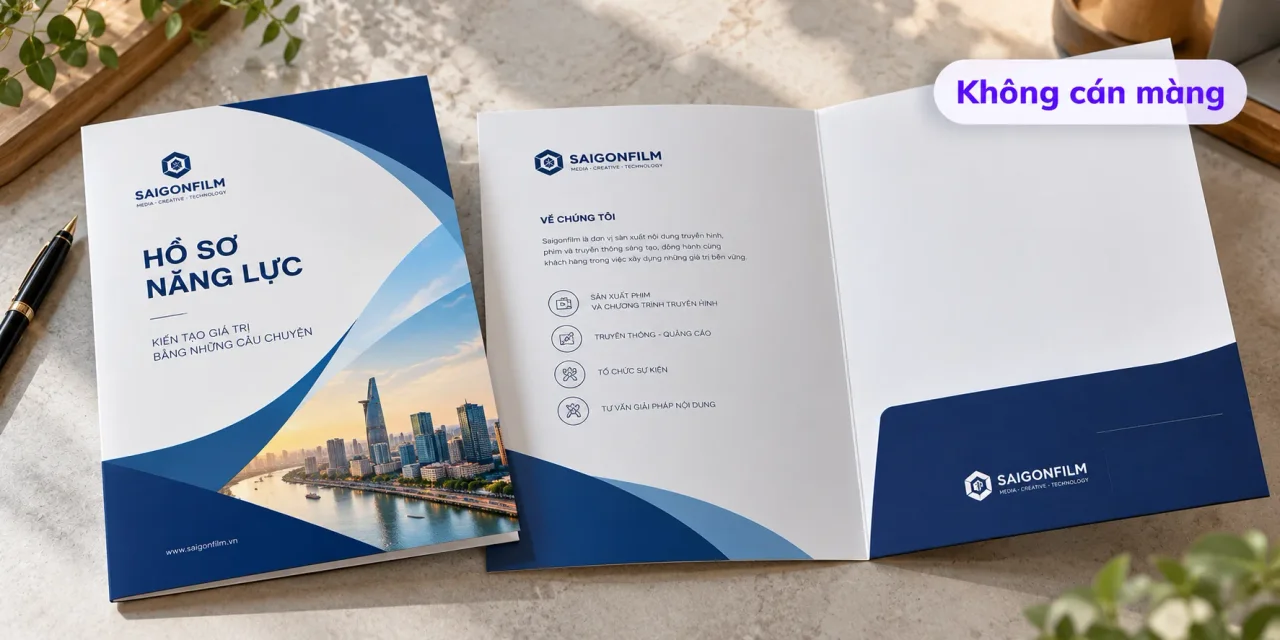 Không cán màng
SAIGONFILM
MEDIA - CREATIVE - TECHNOLOGY
HỒ SƠ
NĂNG LỰC
KIẾN TẠO GIÁ TRỊ
BẰNG NHỮNG CÂU CHUYỆN
www.saigonfilm.vn
SAIGONFILM
MEDIA - CREATIVE - TECHNOLOGY
VỀ CHÚNG TÔI
Saigonfilm là đơn vị sản xuất nội dung truyền hình,
phim và truyền thông sáng tạo, đồng hành cùng
khách hàng trong việc xây dựng những giá trị bền vững.
SẢN XUẤT PHIM
VÀ CHƯƠNG TRÌNH TRUYỀN HÌNH
TRUYỀN THÔNG - QUẢNG CÁO
TỔ CHỨC SỰ KIỆN
TƯ VẤN GIẢI PHÁP NỘI DUNG
SAIGONFILM
MEDIA - CREATIVE - TECHNOLOGY